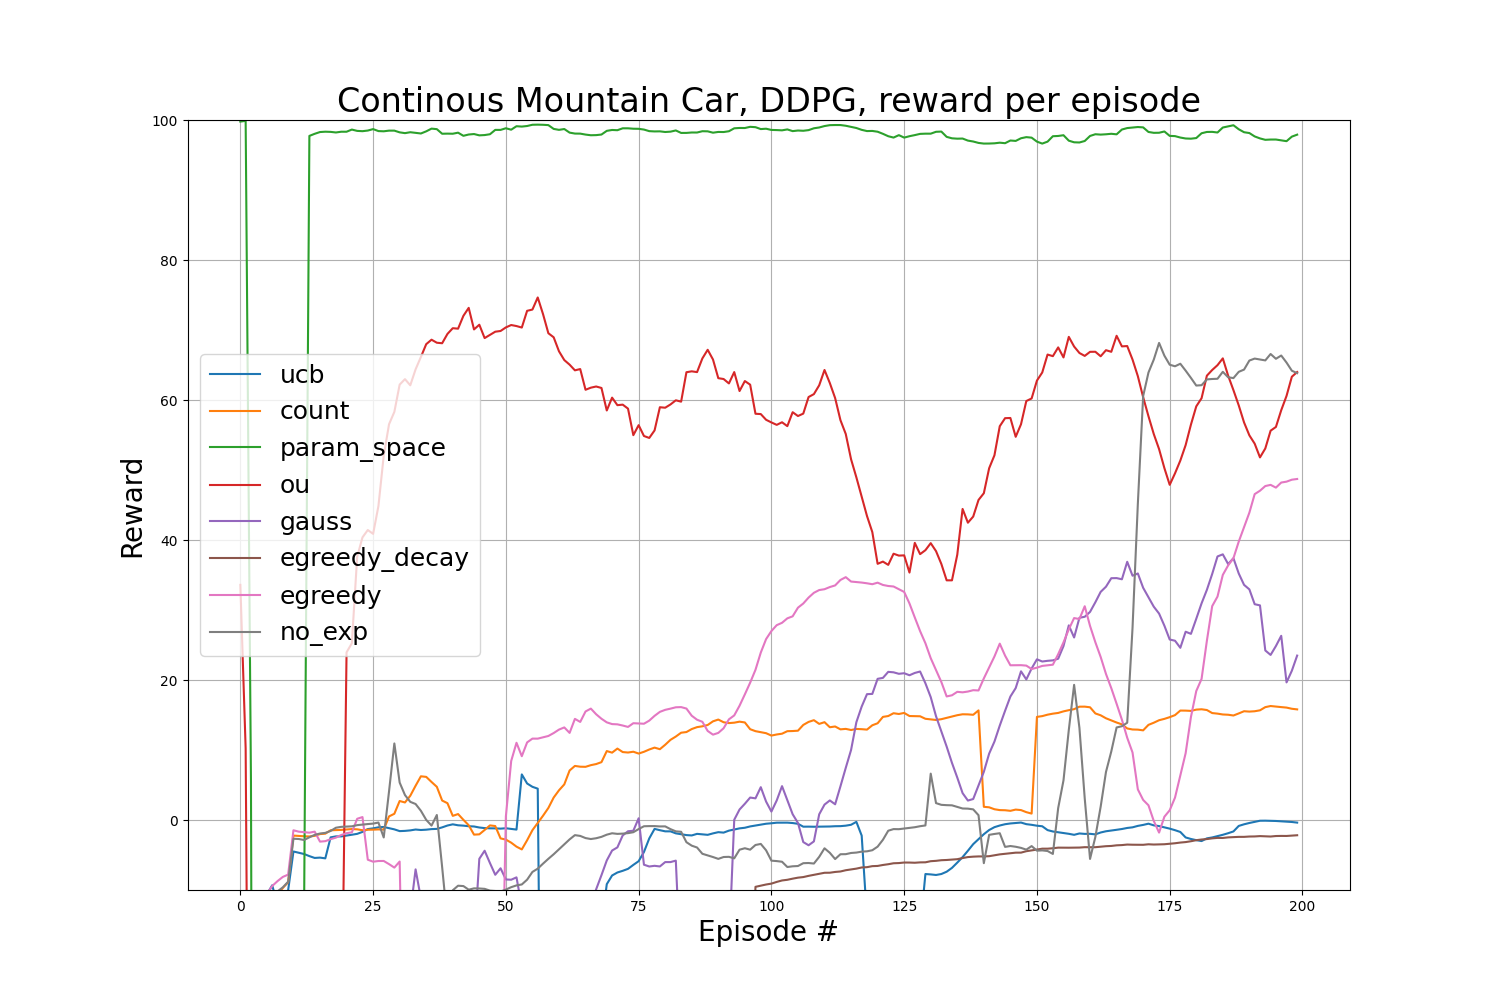 Continous Mountain Car, DDPG, reward per episode
100
80
60
40
20
0
Reward
ucb
count
param_space
ou
gauss
egreedy_decay
egreedy
no_exp
0 25 50 75 100 125 150 175 200
Episode #